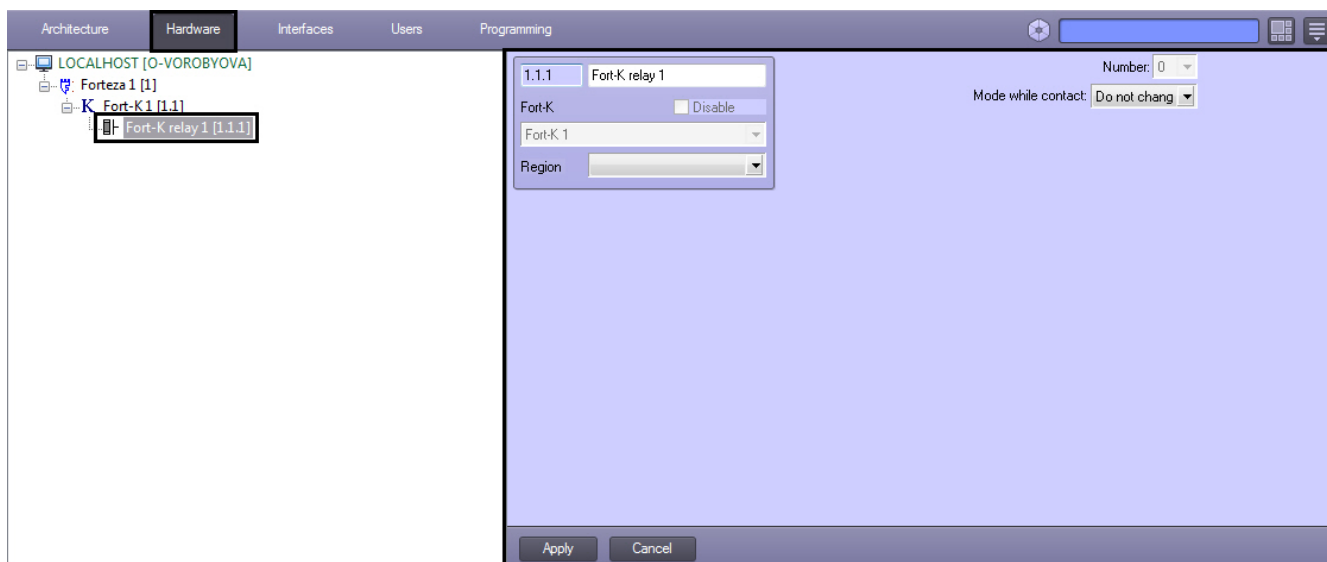 Architecture Hardware Interfaces Users Programming
LOCALHOST [O-VOROBYOVA]
Forteza 1 [1]
K Fort-K 1 [1.1]
Fort-K relay 1 [1.1.1]
1.1.1 Fort-K relay 1
Fort-K Disable
Fort-K 1
Region
Number: 0
Mode while contact: Do not chang
Apply Cancel